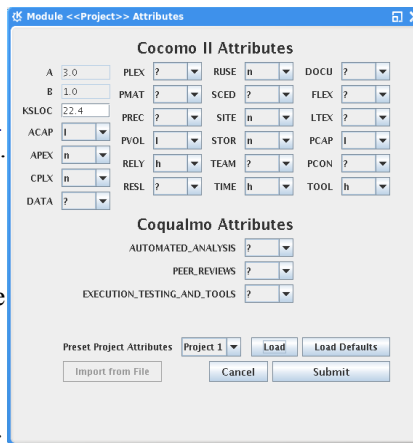 Module <<Project>> Attributes
Cocomo II Attributes
A 3.0 PLEX ? RUSE n DOCU ?
B 1.0 PMAT ? SCED ? FLEX ?
KSLOC 22.4 PREC ? SITE n LTEX ?
ACAP l PVOL l STOR n PCAP l
APEX n RELY h TEAM ? PCON ?
CPLX n RESL ? TIME h TOOL h
DATA ?
Coqualmo Attributes
AUTOMATED_ANALYSIS ?
PEER_REVIEWS ?
EXECUTION_TESTING_AND_TOOLS ?
Preset Project Attributes Project 1 Load Load Defaults
Import from File Cancel Submit